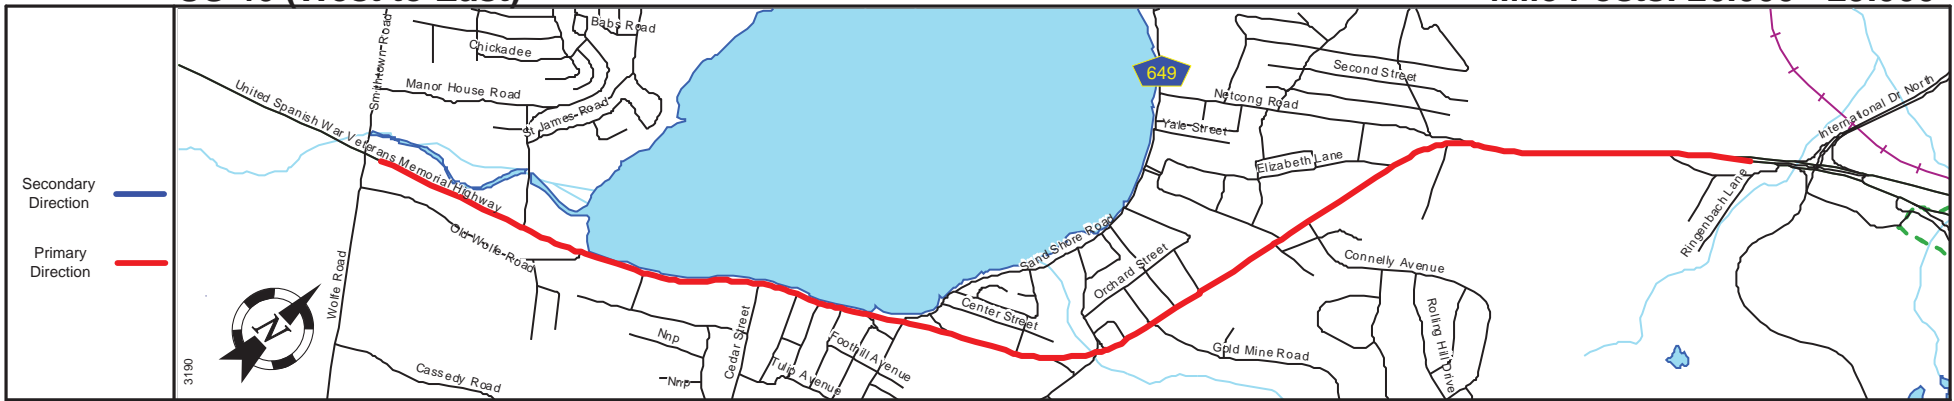 Secondary
Direction
Primary
Direction
3190
N
United Spanish War Veterans Memorial Highway
Smithtown Road
Babs Road
Chickadee
Manor House Road
St James Road
Old Wolfe Road
Wolfe Road
Cassedy Road
Nnp
Nnp
Cedar Street
Tulip Avenue
Foothill Avenue
Center Street
Sand Shore Road
Orchard Street
649
Second Street
Netcong Road
Yale Street
Elizabeth Lane
Connelly Avenue
Gold Mine Road
Rolling Hill Drive
Ringenbach Lane
International Dr North